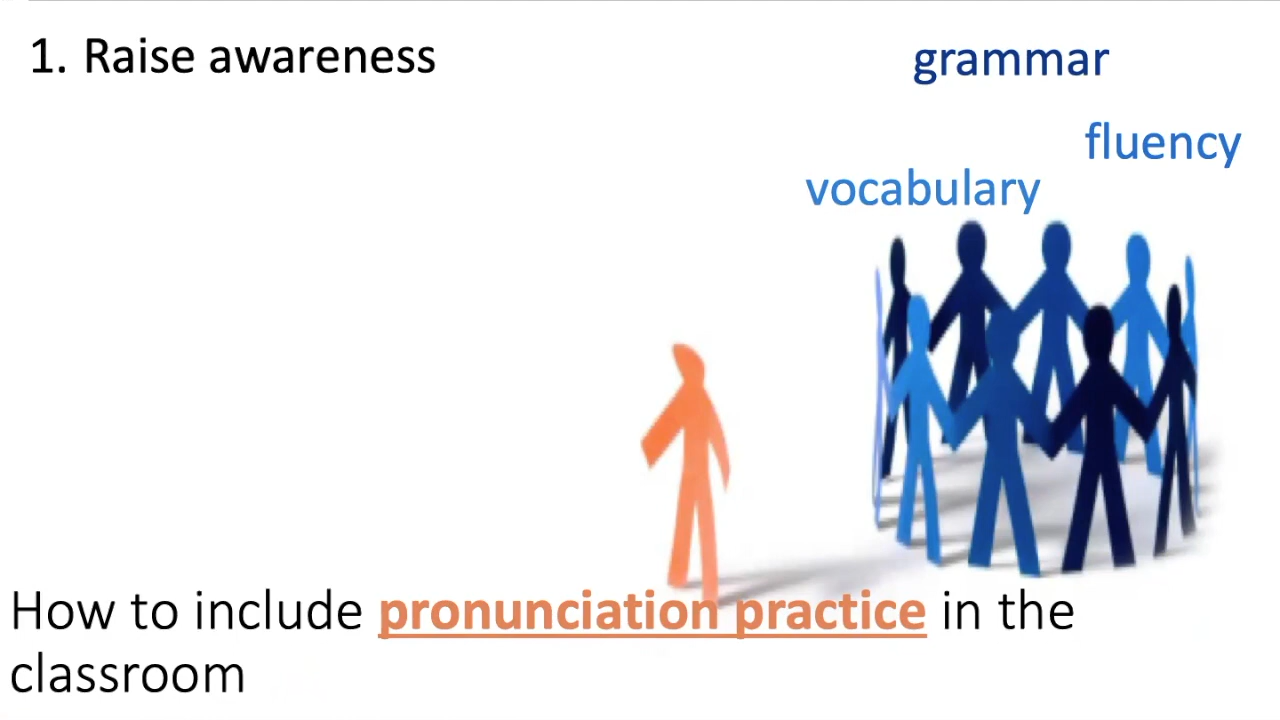 1. Raise awareness
grammar
fluency
vocabulary
How to include pronunciation practice in the
classroom